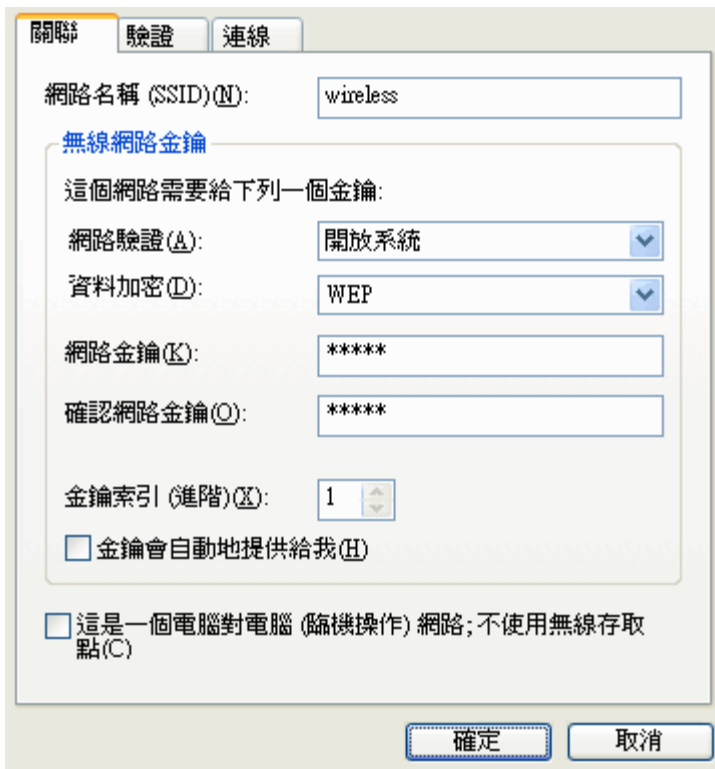 關聯 驗證 連線
網路名稱 (SSID)(N): wireless
無線網路金鑰
這個網路需要給下列一個金鑰:
網路驗證(A): 開放系統
資料加密(D): WEP
網路金鑰(K): *****
確認網路金鑰(O): *****
金鑰索引 (進階)(X): 1
金鑰會自動地提供給我(H)
這是一個電腦對電腦 (臨機操作) 網路;不使用無線存取
點(C)
確定 取消